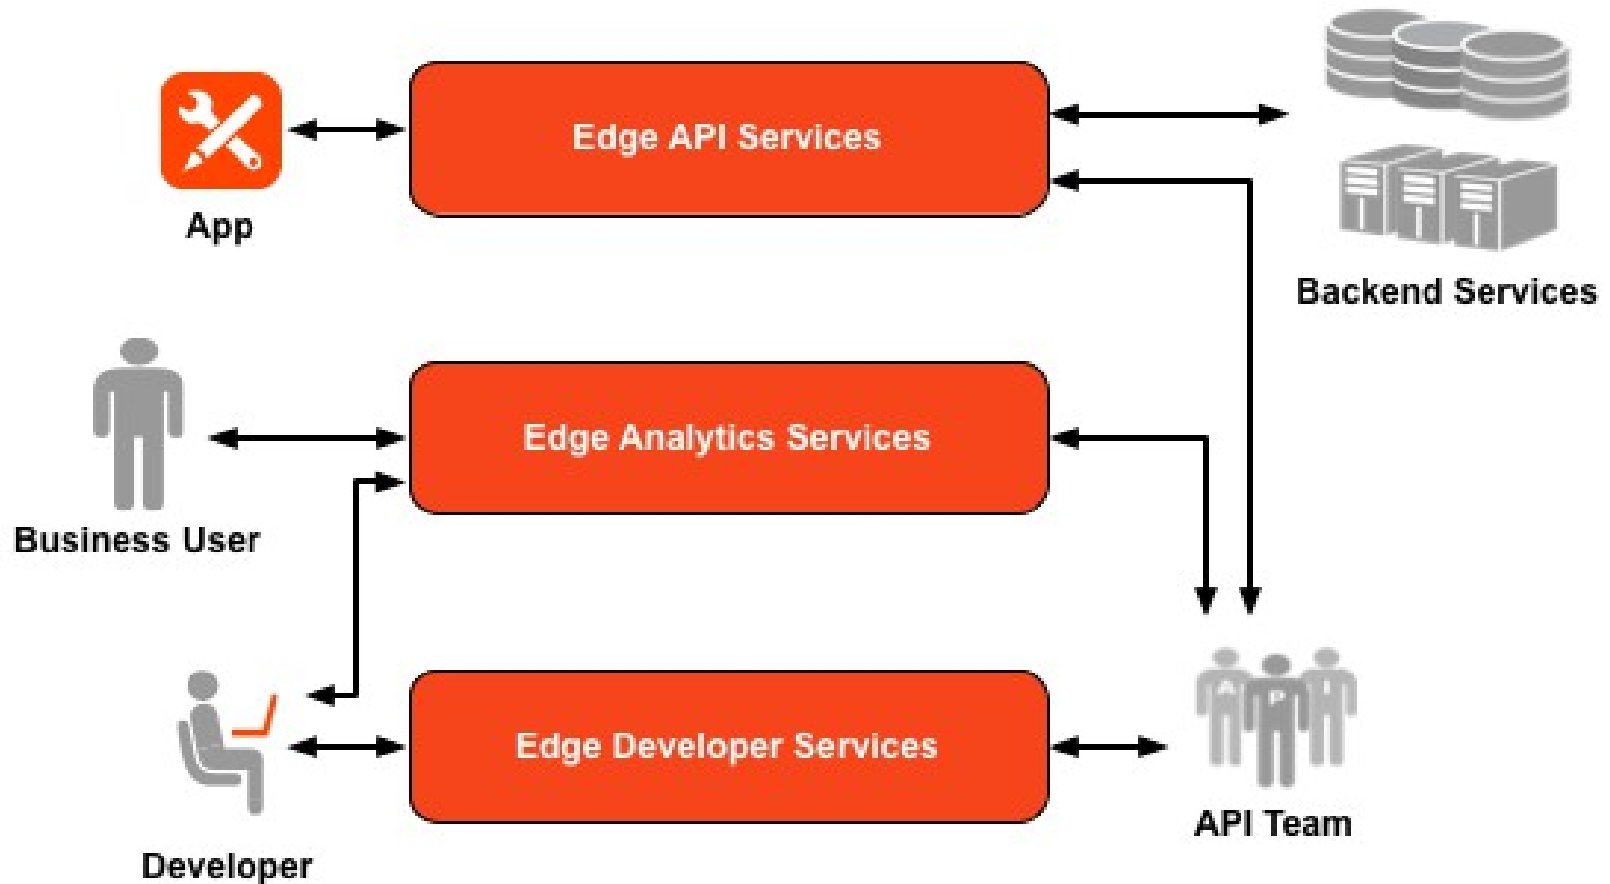 Edge API Services
App
Backend Services
Edge Analytics Services
Business User
Edge Developer Services
A P I
API Team
Developer